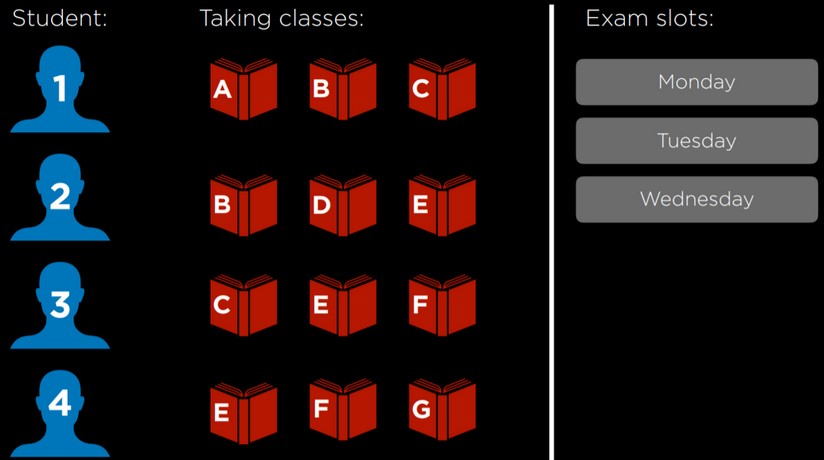 Student: Taking classes: Exam slots:
1 A B C Monday
Tuesday
2 B D E Wednesday
3 C E F
4 E F G